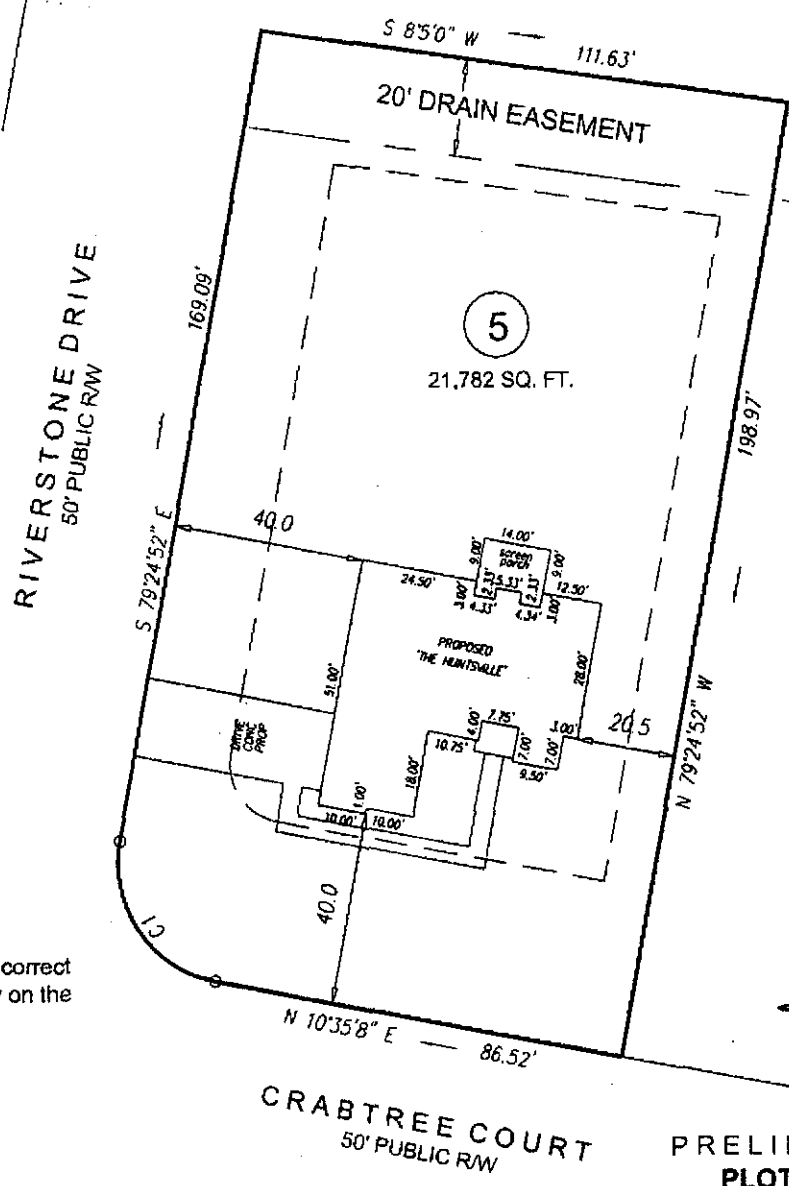 S 8°5'0" W 111.63'
20' DRAIN EASEMENT
RIVERSTONE DRIVE
50' PUBLIC R/W
169.09'
S 79°24'52" E
5
21,782 SQ. FT.
198.97'
N 79°24'52" W
40.0
24.50'
14.00'
9.00'
screen
porch
9.00'
3.00'
4.33'
2.33'
5.33'
2.33'
4.34'
3.00'
12.50'
PROPOSED
"THE HUNTSVILLE"
51.00'
28.00'
DRIVE
CONC
PROP
10.75'
4.00'
7.75'
7.00'
9.50'
7.00'
3.00'
20.5
18.00'
1.00'
10.00'
10.00'
40.0
C1
correct
on the
N 10°35'8" E 86.52'
CRABTREE COURT
50' PUBLIC R/W
PRELI
PLOT